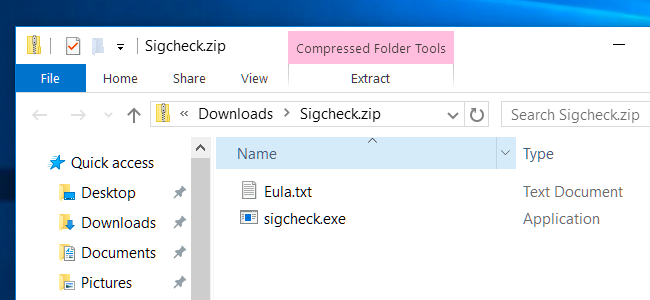 Sigcheck.zip
Compressed Folder Tools
File Home Share View Extract
« Downloads > Sigcheck.zip Search Sigcheck.zip
Quick access
Desktop
Downloads
Documents
Pictures
Name Type
Eula.txt Text Document
sigcheck.exe Application